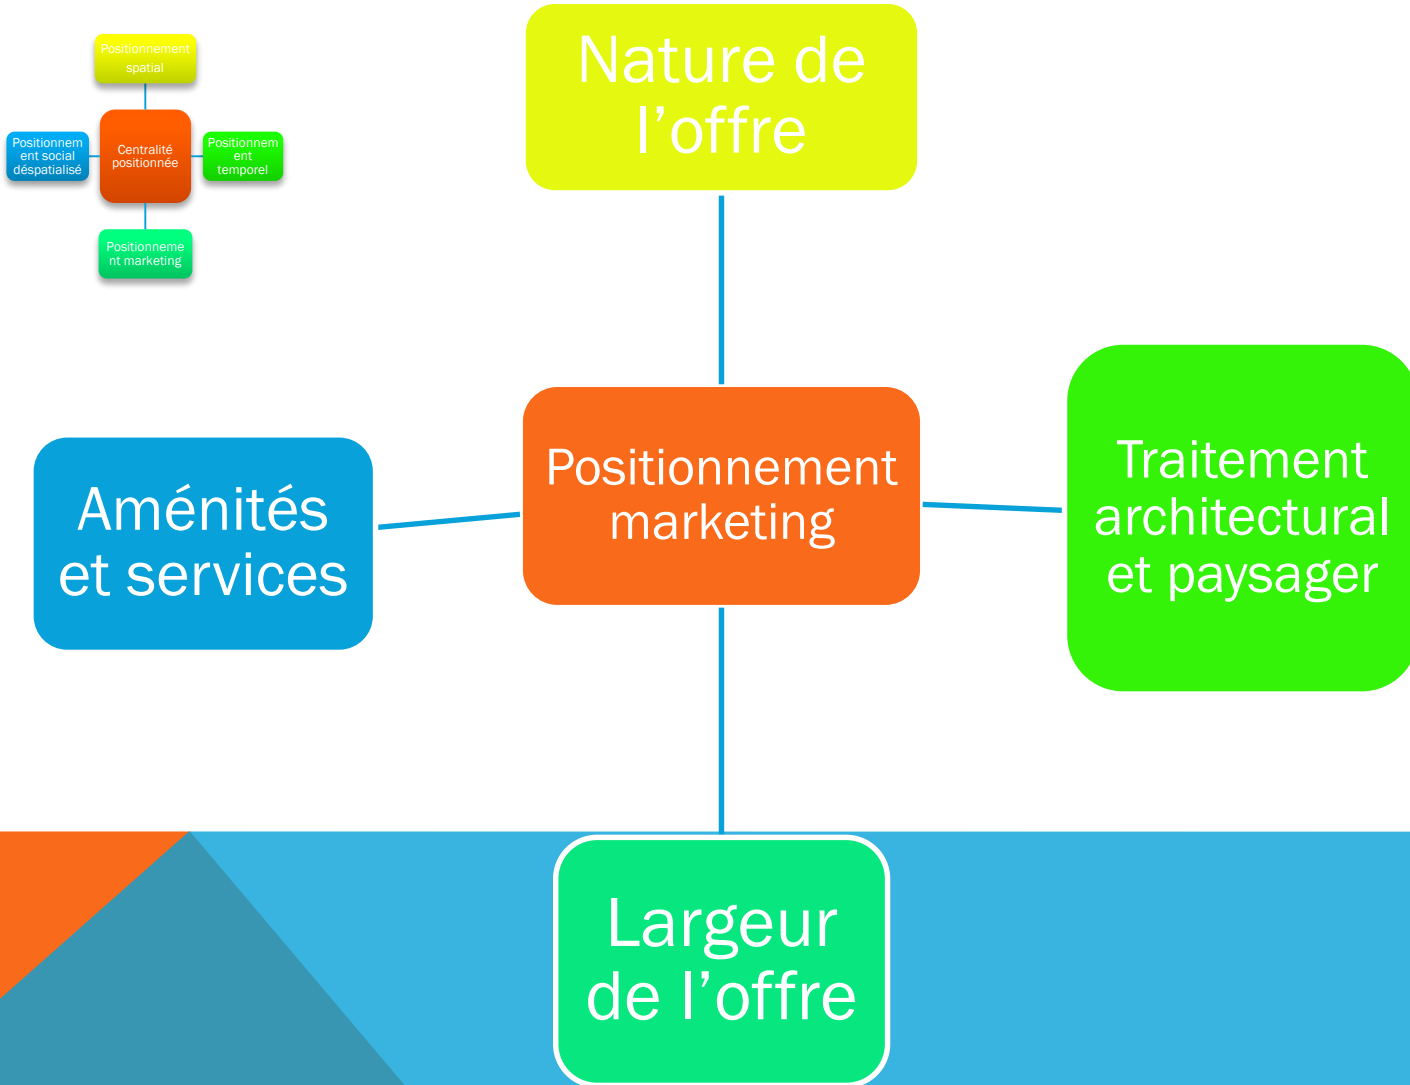 Positionnement
spatial
Positionnem
ent social
déspatialisé
Centralité
positionnée
Positionnem
ent
temporel
Positionneme
nt marketing
Nature de
l’offre
Aménités
et services
Positionnement
marketing
Traitement
architectural
et paysager
Largeur
de l’offre